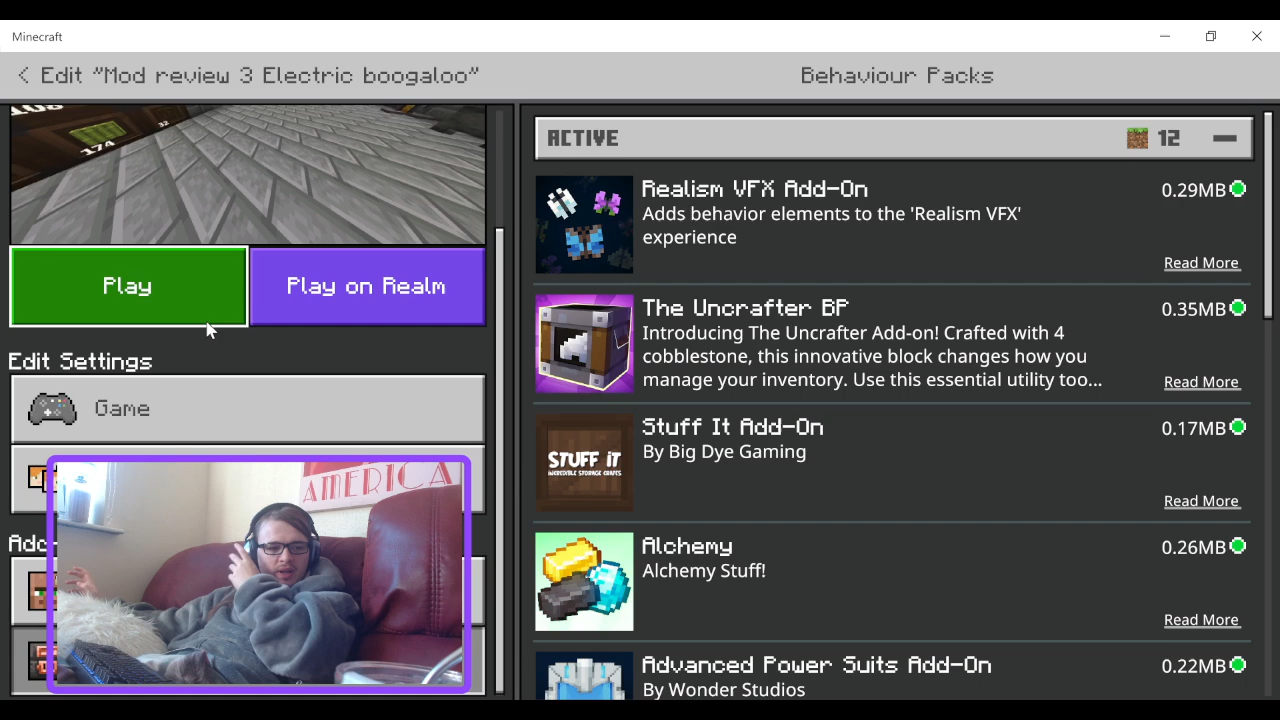 Minecraft
Edit "Mod review 3 Electric boogaloo"
Behaviour Packs
174
32
Play
Play on Realm
Edit Settings
Game
AMERICA
ACTIVE
12
Realism VFX Add-On
0.29MB
Adds behavior elements to the 'Realism VFX'
experience
Read More
The Uncrafter BP
0.35MB
Introducing The Uncrafter Add-on! Crafted with 4
cobblestone, this innovative block changes how you
manage your inventory. Use this essential utility too...
Read More
STUFF IT
INCREDIBLE STORAGE CRATES
Stuff It Add-On
0.17MB
By Big Dye Gaming
Read More
Alchemy
0.26MB
Alchemy Stuff!
Read More
Advanced Power Suits Add-On
0.22MB
By Wonder Studios